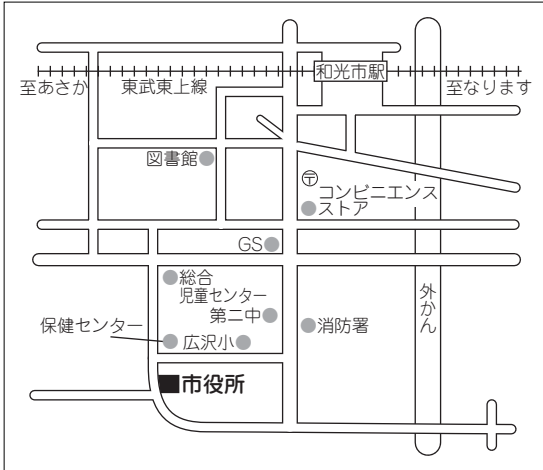 和光市駅
至あさか
東武東上線
至なります
図書館
〒
コンビニエンス
ストア
GS
総合
児童センター
外かん
第二中
消防署
保健センター
広沢小
市役所